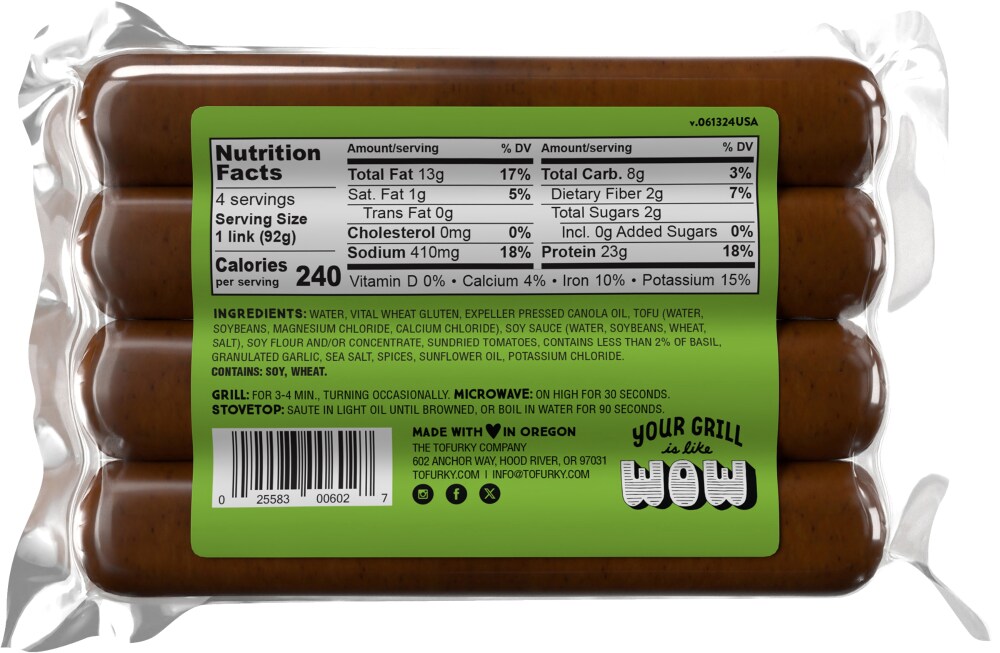 v.061324USA
Nutrition
Facts
4 servings
Serving Size
1 link (92g)
Calories
per serving 240
Amount/serving % DV
Total Fat 13g 17%
Sat. Fat 1g 5%
Trans Fat 0g
Cholesterol 0mg 0%
Sodium 410mg 18%
Amount/serving % DV
Total Carb. 8g 3%
Dietary Fiber 2g 7%
Total Sugars 2g
Incl. 0g Added Sugars 0%
Protein 23g 18%
Vitamin D 0% • Calcium 4% • Iron 10% • Potassium 15%
INGREDIENTS: WATER, VITAL WHEAT GLUTEN, EXPELLER PRESSED CANOLA OIL, TOFU (WATER,
SOYBEANS, MAGNESIUM CHLORIDE, CALCIUM CHLORIDE), SOY SAUCE (WATER, SOYBEANS, WHEAT,
SALT), SOY FLOUR AND/OR CONCENTRATE, SUNDRIED TOMATOES, CONTAINS LESS THAN 2% OF BASIL,
GRANULATED GARLIC, SEA SALT, SPICES, SUNFLOWER OIL, POTASSIUM CHLORIDE.
CONTAINS: SOY, WHEAT.
GRILL: FOR 3-4 MIN., TURNING OCCASIONALLY. MICROWAVE: ON HIGH FOR 30 SECONDS.
STOVETOP: SAUTE IN LIGHT OIL UNTIL BROWNED, OR BOIL IN WATER FOR 90 SECONDS.
0 25583 00602 7
MADE WITH ♥ IN OREGON
THE TOFURKY COMPANY
602 ANCHOR WAY, HOOD RIVER, OR 97031
TOFURKY.COM | INFO@TOFURKY.COM
YOUR GRILL
is like
WOW